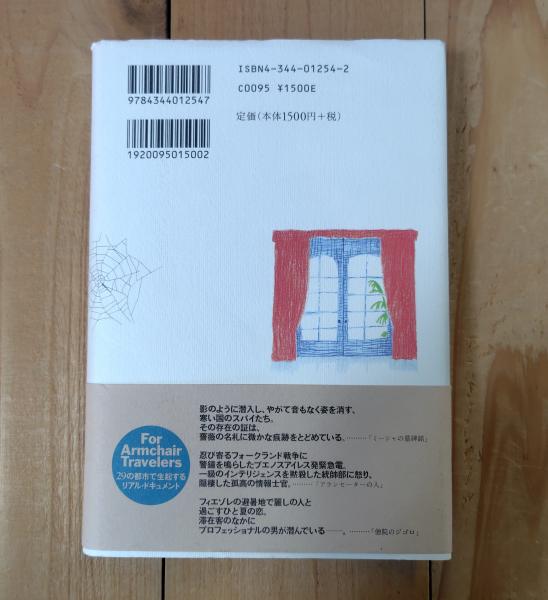 ISBN4-344-01254-2
C0095 ¥1500E
定価(本体1500円+税)
9784344012547
1920095015002
For
Armchair
Travelers
29の都市で生起する
リアル・ドキュメント
影のように潜入し、やがて音もなく姿を消す、
寒い国のスパイたち。
その存在の証は、
薔薇の名札に微かな痕跡をとどめている。………「ミーシャの墓碑銘」
忍び寄るフォークランド戦争に
警鐘を鳴らしたブエノスアイレス発緊急電。
一級のインテリジェンスを黙殺した統帥部に怒り、
隠棲した孤高の情報士官。………「アランセーターの人」
フィエゾレの避暑地で麗しの人と
過ごすひと夏の恋。
滞在客のなかに
プロフェッショナルの男が潜んでいる――。………「僧院のジゴロ」